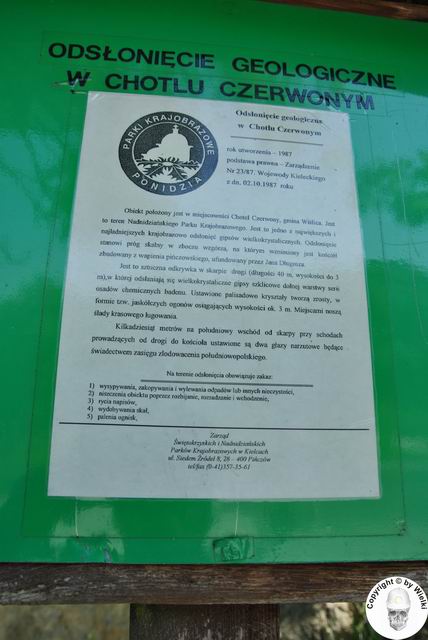 ODSŁONIĘCIE GEOLOGICZNE
W CHOTLU CZERWONYM
PARKI KRAJOBRAZOWE
PONIDZIA
Odsłonięcie geologiczne
w Chotlu Czerwonym
rok utworzenia – 1987
podstawa prawna – Zarządzenie
Nr 23/87. Wojewody Kieleckiego
z dn. 02.10.1987 roku
Obiekt położony jest w miejscowości Chotel Czerwony, gmina Wiślica. Jest
to teren Nadnidziańskiego Parku Krajobrazowego. Jest to jedno z największych i
najładniejszych krajobrazowo odsłonięć gipsów wielkokrystalicznych. Odsłonięcie
stanowi próg skalny w zboczu wzgórza, na którym wzniesiony jest kościół
zbudowany z wapienia pińczowskiego, ufundowany przez Jana Długosza.
Jest to sztuczna odkrywka w skarpie drogi (długości 40 m, wysokości do 3
m),w której odsłaniają się wielkokrystaliczne gipsy szklicowe dolnej warstwy serii
osadów chemicznych badenu. Ustawione palisadowo kryształy tworzą zrosty, w
formie tzw. jaskółczych ogonów osiągających wysokości ok. 3 m. Miejscami noszą
ślady krasowego ługowania.
Kilkadziesiąt metrów na południowy wschód od skarpy przy schodach
prowadzących od drogi do kościoła ustawione są dwa głazy narzutowe będące
świadectwem zasięgu zlodowacenia południowopolskiego.
Na terenie odsłonięcia obowiązuje zakaz:
1) wysypywania, zakopywania i wylewania odpadów lub innych nieczystości,
2) niszczenia obiektu poprzez rozbijanie, rozsadzanie i wchodzenie,
3) rycia napisów,
4) wydobywania skał,
5) palenia ognisk,
Zarząd
Świętokrzyskich i Nadnidziańskich
Parków Krajobrazowych w Kielcach
ul. Siedem Źródeł 8, 28 – 400 Pińczów
tel/fax (0-41)357-35-61
Copyright © by Wielki